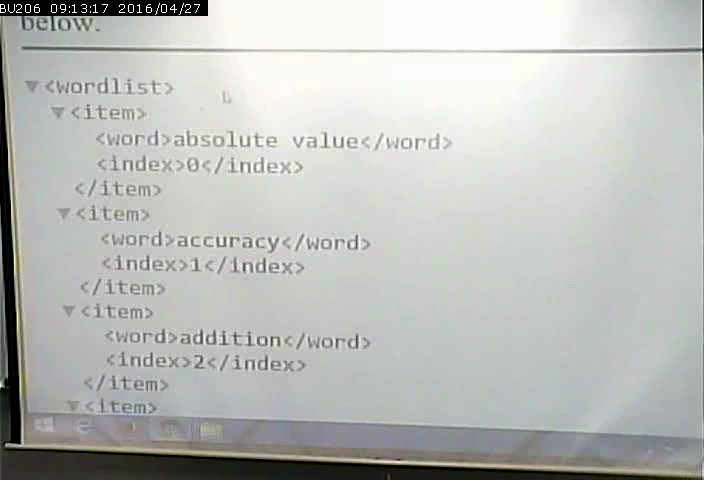 BU206 09:13:17 2016/04/27
below.
<wordlist>
<item>
<word>absolute value</word>
<index>0</index>
</item>
<item>
<word>accuracy</word>
<index>1</index>
</item>
<item>
<word>addition</word>
<index>2</index>
</item>
<item>